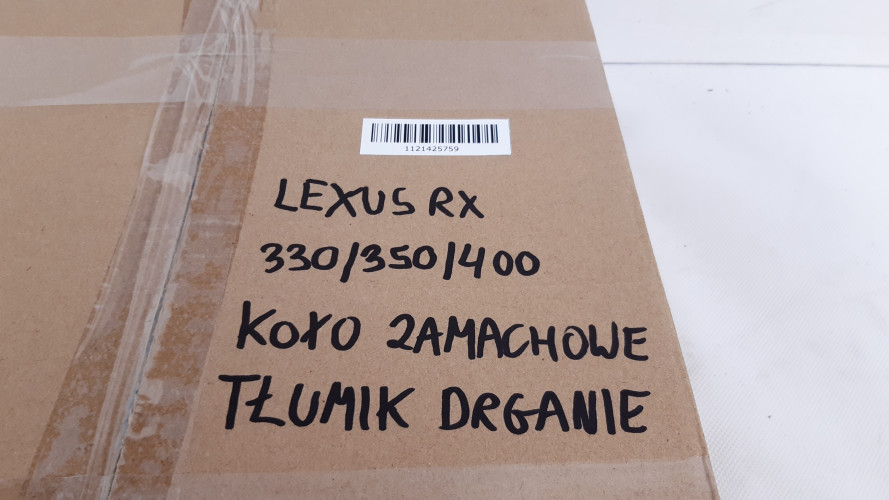 1121425759
LEXUS RX
330/350/400
KOŁO ZAMACHOWE
TŁUMIK DRGANIE